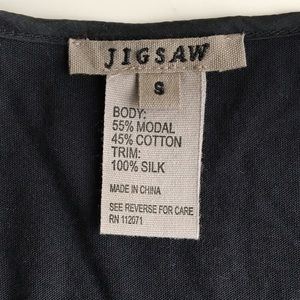 JIGSAW
S
BODY:
55% MODAL
45% COTTON
TRIM:
100% SILK
MADE IN CHINA
SEE REVERSE FOR CARE
RN 112071